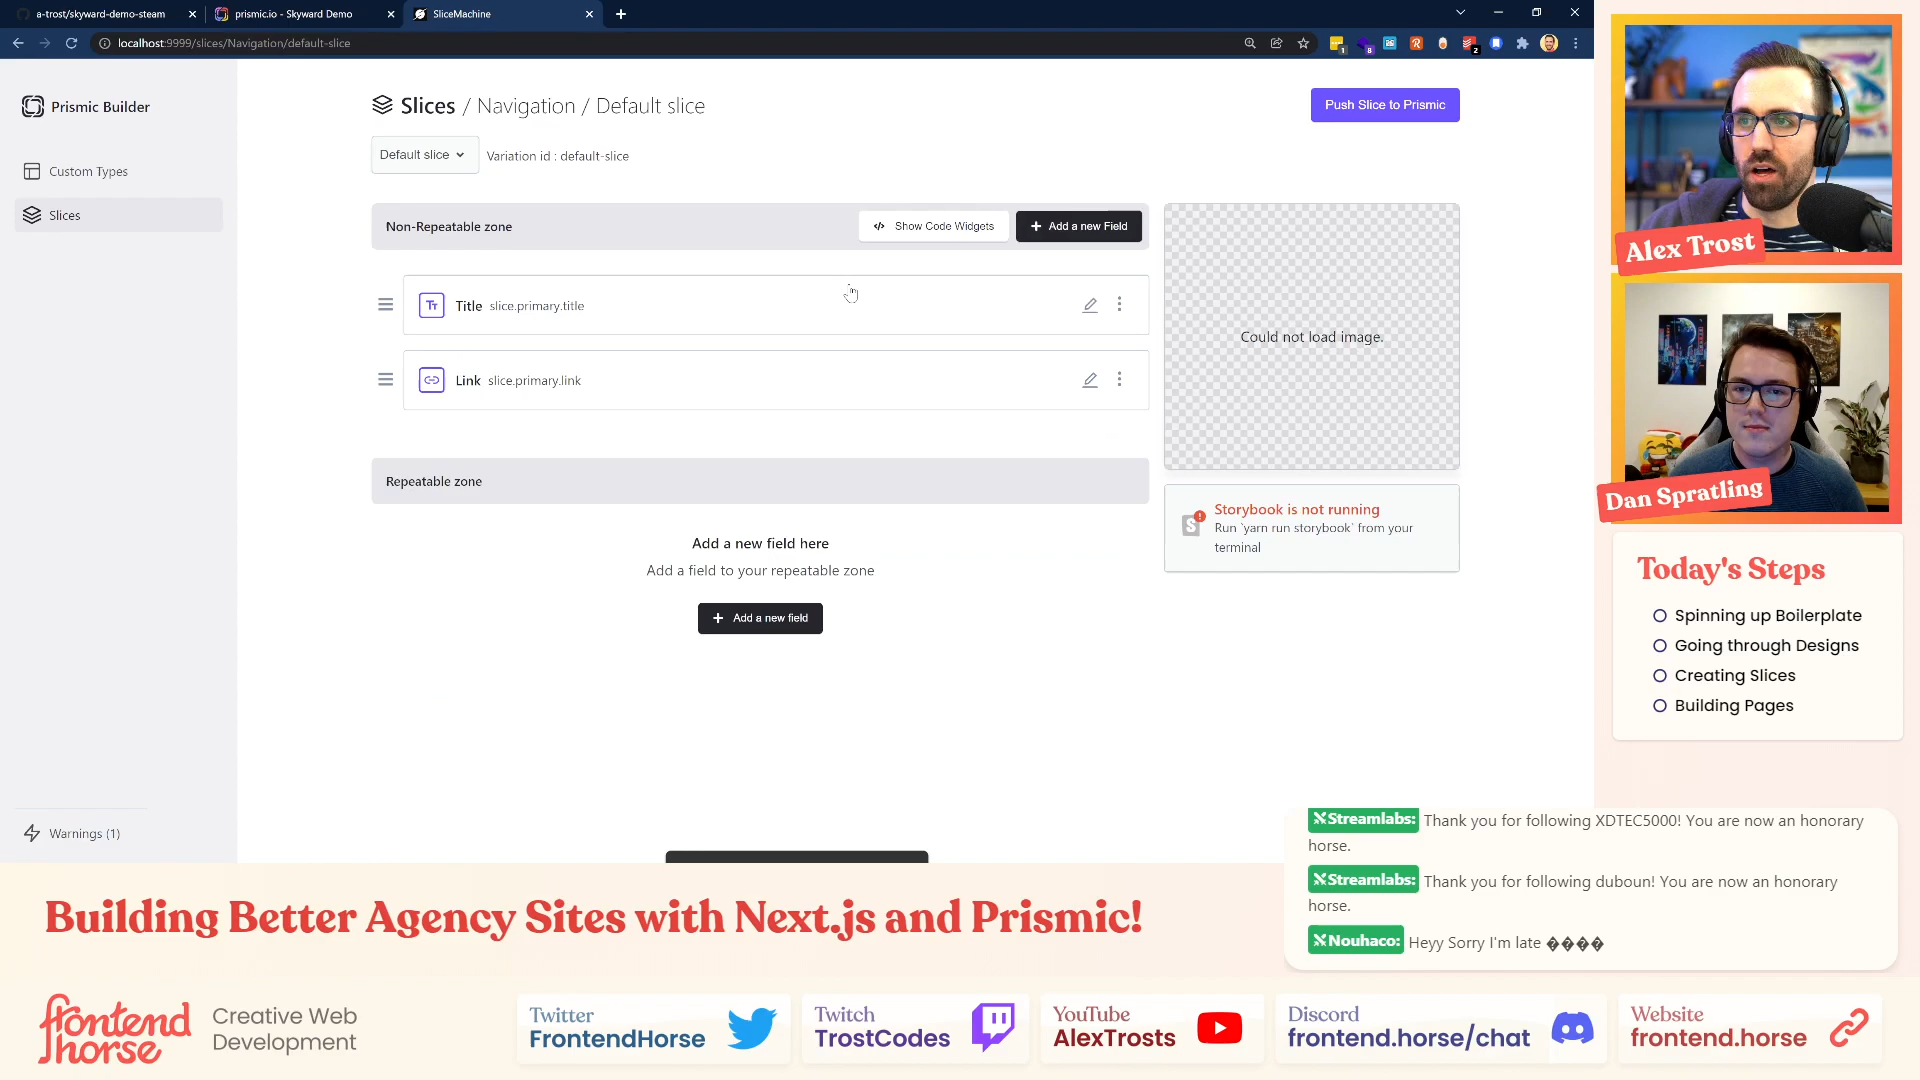 a-trost/skyward-demo-steam
prismic.io - Skyward Demo
SliceMachine
localhost:9999/slices/Navigation/default-slice
Prismic Builder
Custom Types
Slices
Warnings (1)
Slices / Navigation / Default slice
Push Slice to Prismic
Default slice
Variation id : default-slice
Non-Repeatable zone
Show Code Widgets
Add a new Field
Title slice.primary.title
Link slice.primary.link
Repeatable zone
Add a new field here
Add a field to your repeatable zone
Add a new field
Could not load image.
Storybook is not running
Run `yarn run storybook` from your
terminal
Alex Trost
Dan Spratling
Today's Steps
Spinning up Boilerplate
Going through Designs
Creating Slices
Building Pages
Streamlabs: Thank you for following XDTEC5000! You are now an honorary
horse.
Streamlabs: Thank you for following duboun! You are now an honorary
horse.
Nouhaco: Heyy Sorry I'm late ����
Building Better Agency Sites with Next.js and Prismic!
frontend
horse
Creative Web
Development
Twitter
FrontendHorse
Twitch
TrostCodes
YouTube
AlexTrosts
Discord
frontend.horse/chat
Website
frontend.horse